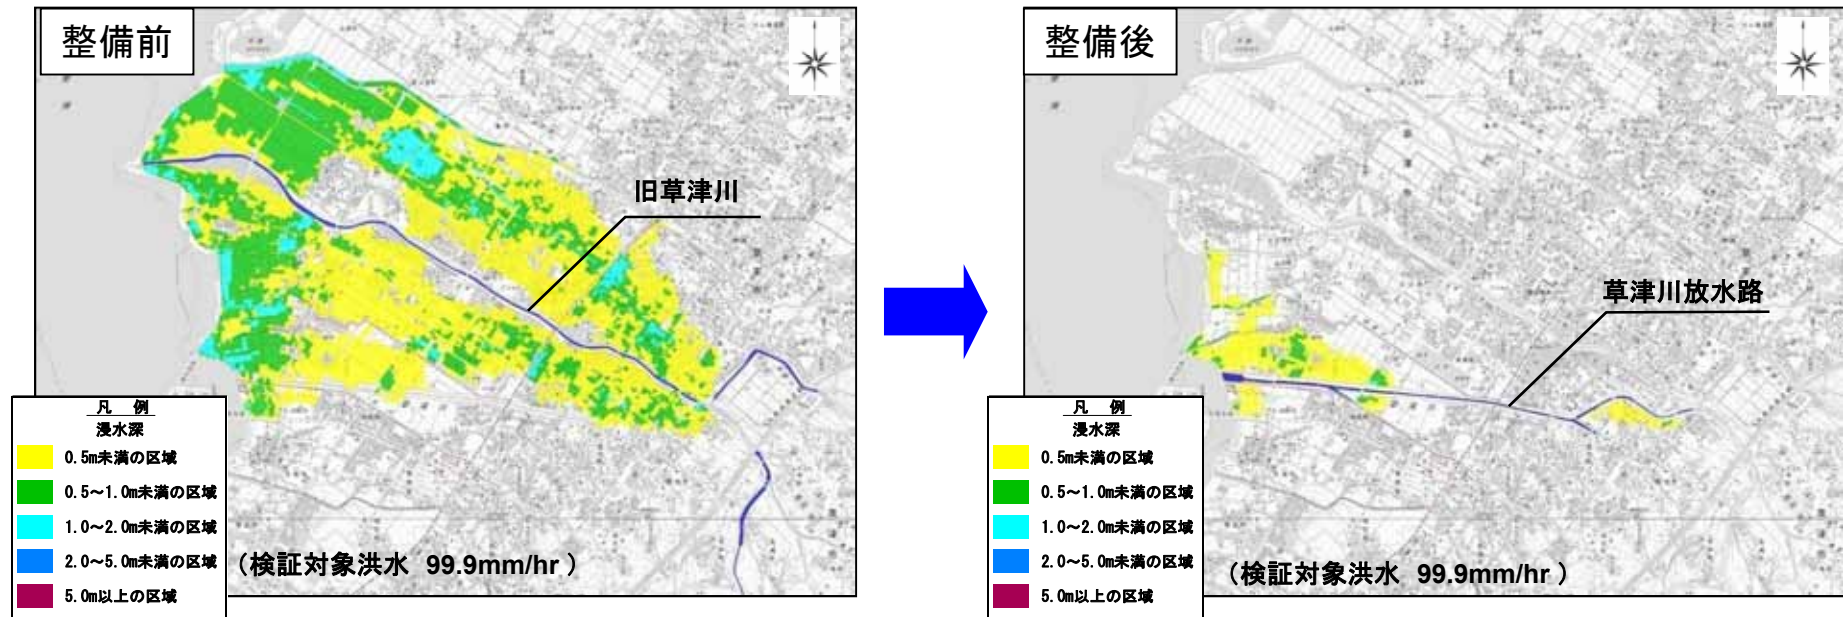 整備前
旧草津川
凡 例
浸水深
0.5m未満の区域
0.5～1.0m未満の区域
1.0～2.0m未満の区域
2.0～5.0m未満の区域
5.0m以上の区域
(検証対象洪水 99.9mm/hr )
整備後
草津川放水路
凡 例
浸水深
0.5m未満の区域
0.5～1.0m未満の区域
1.0～2.0m未満の区域
2.0～5.0m未満の区域
5.0m以上の区域
(検証対象洪水 99.9mm/hr )